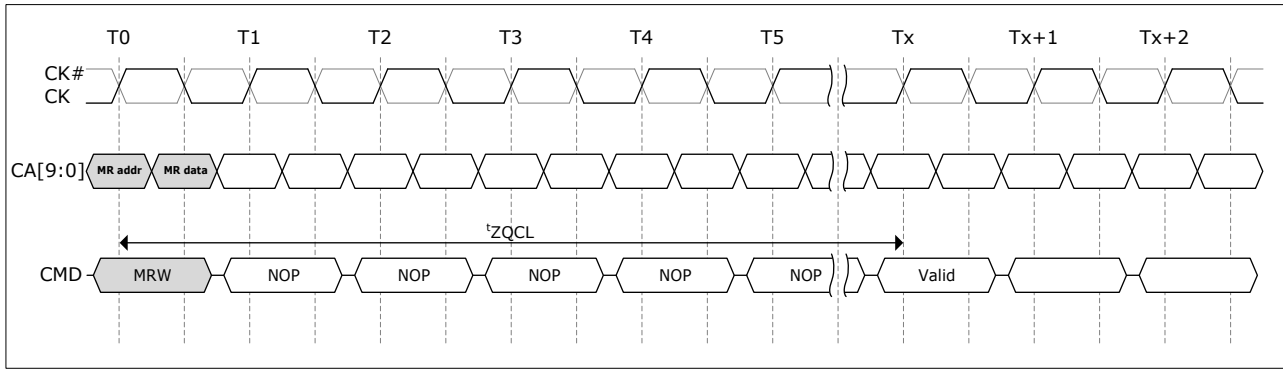 T0 T1 T2 T3 T4 T5 Tx Tx+1 Tx+2
CK#
CK
CA[9:0] MR addr MR data
tZQCL
CMD MRW NOP NOP NOP NOP NOP Valid